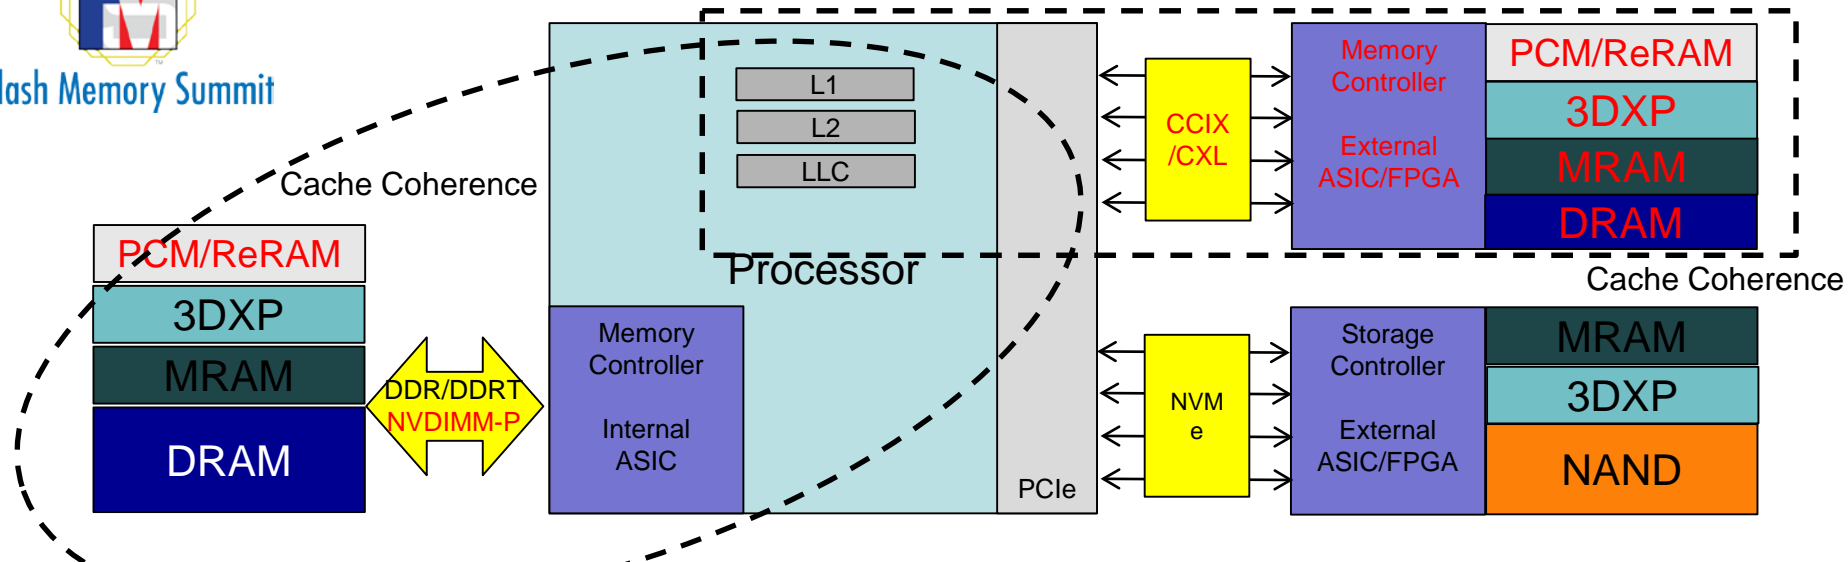 lash Memory Summit
TM
Cache Coherence
PCM/ReRAM
3DXP
MRAM
DRAM
DDR/DDRT
NVDIMM-P
L1
L2
LLC
Processor
Memory
Controller
Internal
ASIC
PCIe
CCIX
/CXL
Memory
Controller
External
ASIC/FPGA
PCM/ReRAM
3DXP
MRAM
DRAM
Cache Coherence
NVM
e
Storage
Controller
External
ASIC/FPGA
MRAM
3DXP
NAND